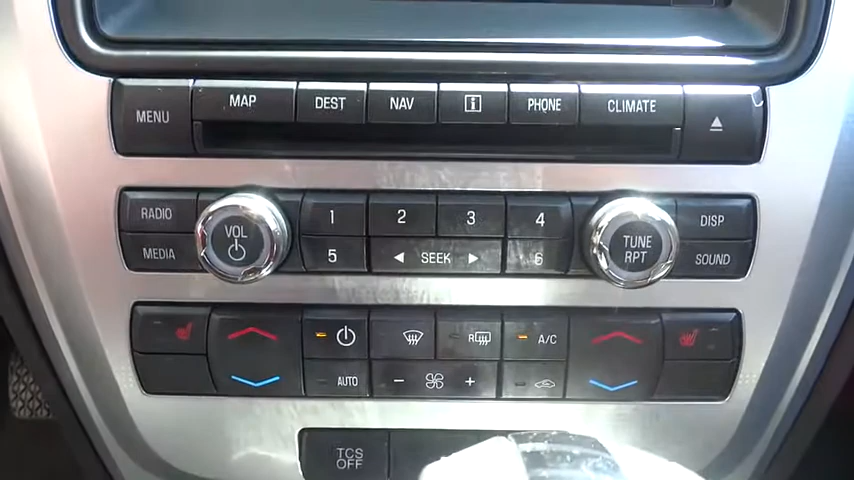 MENU MAP DEST NAV i PHONE CLIMATE
RADIO VOL 1 2 3 4 TUNE DISP
RPT
MEDIA 5 SEEK 6 SOUND
A/C
AUTO
TCS
OFF